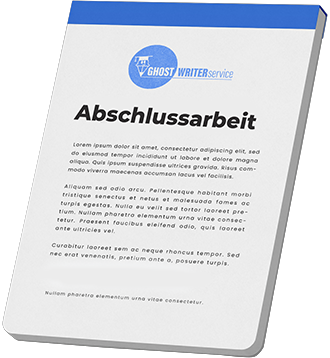 GHOST WRITERservice
Abschlussarbeit
Lorem ipsum dolor sit amet, consectetur adipiscing elit, sed
do eiusmod tempor incididunt ut labore et dolore magna
aliqua. Quis ipsum suspendisse ultrices gravida. Risus com-
modo viverra maecenas accumsan lacus vel facilisis.
Aliquam sed odio arcu. Pellentesque habitant morbi
tristique senectus et netus et malesuada fames ac
turpis egestas. Nulla eu velit sed tortor laoreet pre-
tium. Nullam pharetra elementum urna vitae consec-
tetur. Praesent faucibus eleifend odio, quis laoreet
ante ultricies vel.
Curabitur laoreet sem ac neque rhoncus tempor. Sed
nec erat venenatis, pretium ante a, posuere turpis.
Nullam pharetra elementum urna vitae consectetur.